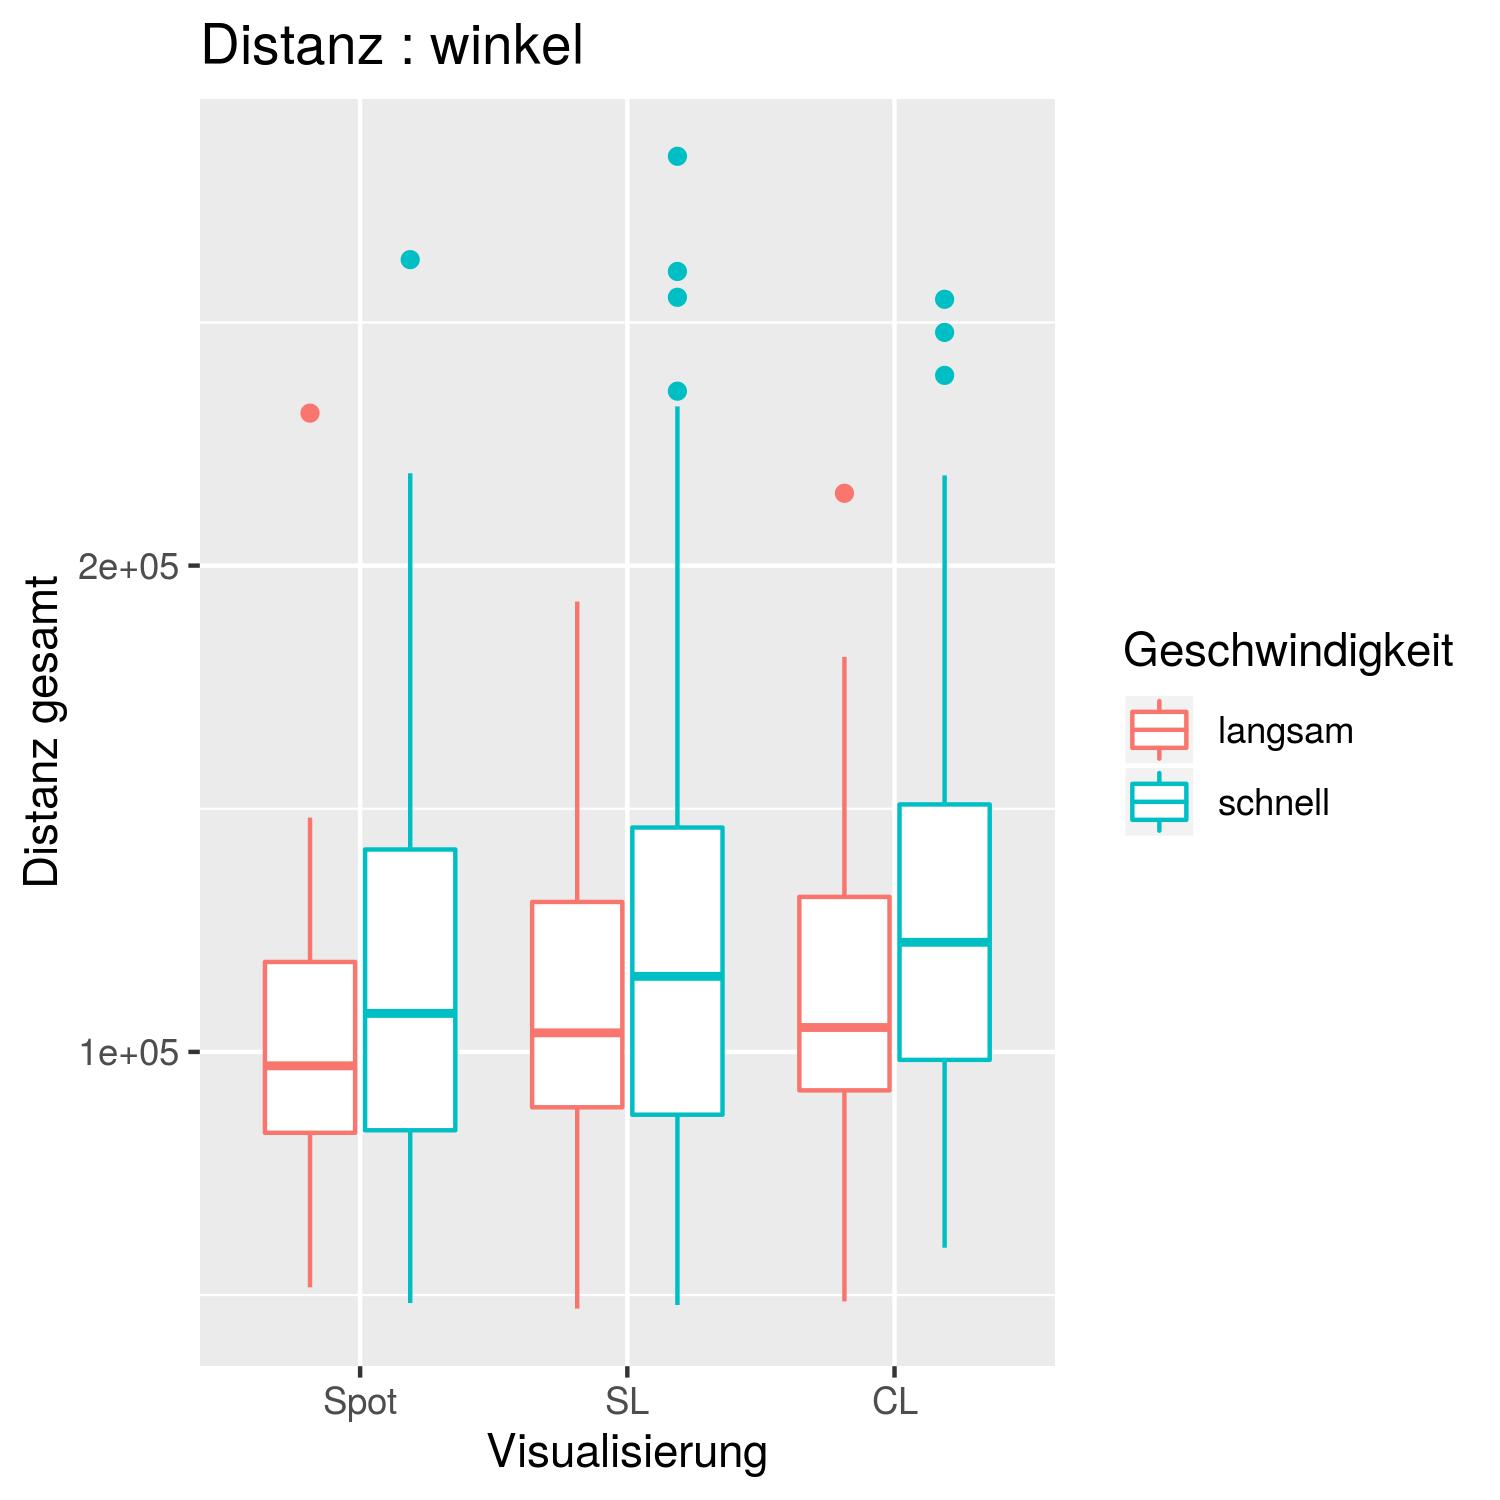 Distanz : winkel
Distanz gesamt
2e+05
1e+05
Spot
SL
CL
Visualisierung
Geschwindigkeit
langsam
schnell